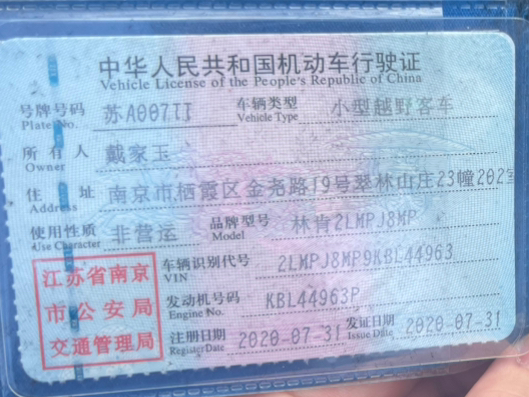 中华人民共和国机动车行驶证
Vehicle License of the People's Republic of China
号牌号码 苏A007 车辆类型 小型越野客车
Plate No. Vehicle Type
所有人 戴家玉
Owner
住址 南京市栖霞区金尧路19号翠林山庄23幢202
Address
使用性质 非营运 品牌型号 林肯2LMPJ8MP
Use Character Model
车辆识别代号 2LMPJ8MP9KBL44963
VIN
发动机号码 KBL44963P
Engine No.
注册日期 2020-07-31 发证日期 2020-07-31
Register Date Issue Date
江苏省南京
市公安局
交通管理局